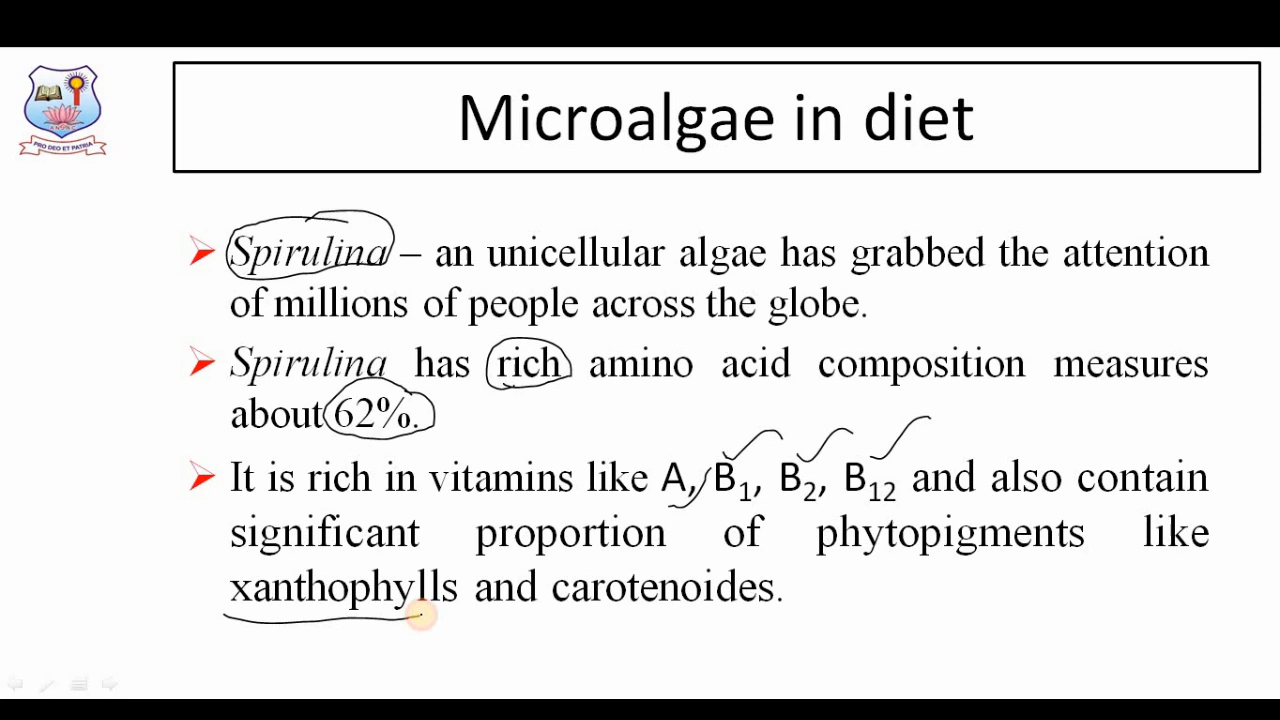 Microalgae in diet
PRO DEO ET PATRIA
Spirulina – an unicellular algae has grabbed the attention
of millions of people across the globe.
Spirulina has rich amino acid composition measures
about 62%.
It is rich in vitamins like A, B1, B2, B12 and also contain
significant proportion of phytopigments like
xanthophylls and carotenoides.